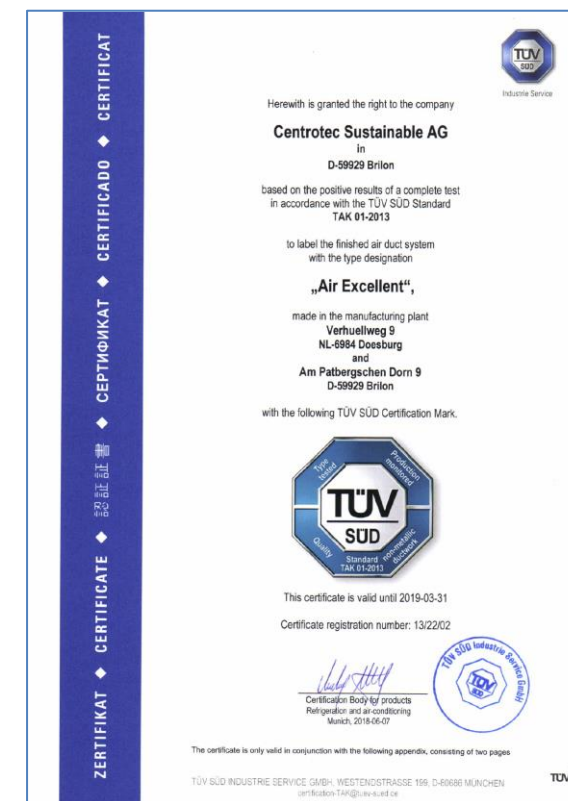 ZERTIFIKAT ◆ CERTIFICATE ◆ 認証証書 ◆ СЕРТИФИКАТ ◆ CERTIFICADO ◆ CERTIFICAT
TÜV
SÜD
Industrie Service
Herewith is granted the right to the company
Centrotec Sustainable AG
in
D-59929 Brilon
based on the positive results of a complete test
in accordance with the TÜV SÜD Standard
TAK 01-2013
to label the finished air duct system
with the type designation
„Air Excellent“,
made in the manufacturing plant
Verhuellweg 9
NL-6984 Doesburg
and
Am Patbergschen Dorn 9
D-59929 Brilon
with the following TÜV SÜD Certification Mark.
Type tested
Production monitored
TÜV
SÜD
Quality
Standard
TAK 01-2013
non-metallic ductwork
This certificate is valid until 2019-03-31
Certificate registration number: 13/22/02
Certification Body for products
Refrigeration and air-conditioning
Munich, 2018-06-07
TÜV SÜD Industrie Service GmbH
TÜV
SÜD
The certificate is only valid in conjunction with the following appendix, consisting of two pages
TÜV SÜD INDUSTRIE SERVICE GMBH, WESTENDSTRASSE 199, D-80686 MÜNCHEN
certification-TAK@tuev-sued.de
TÜV